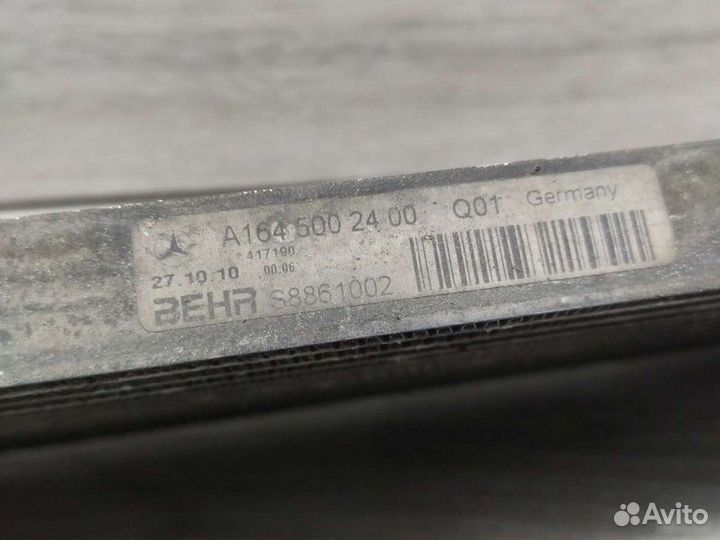 A164 500 24 00 Q01 Germany
417190
27.10.10 00:06
BEHR S8861002
Avito